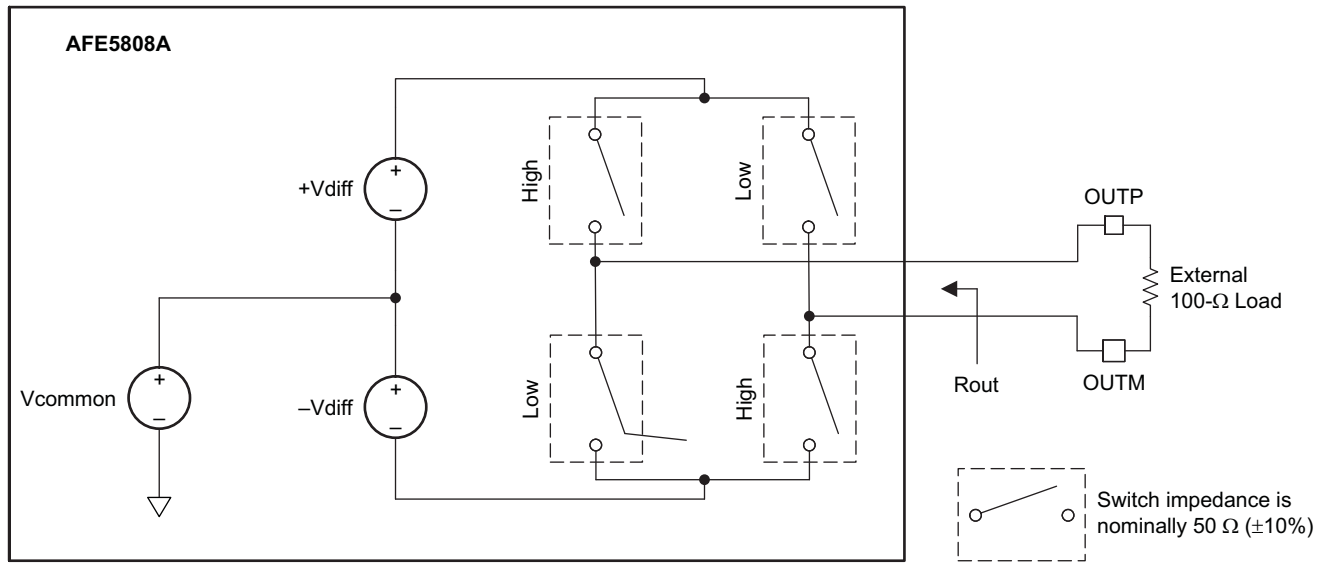 AFE5808A
+
+Vdiff
–
High
Low
OUTP
External
100-Ω Load
+
Vcommon
–
+
–Vdiff
–
Low
High
Rout
OUTM
Switch impedance is
nominally 50 Ω (±10%)